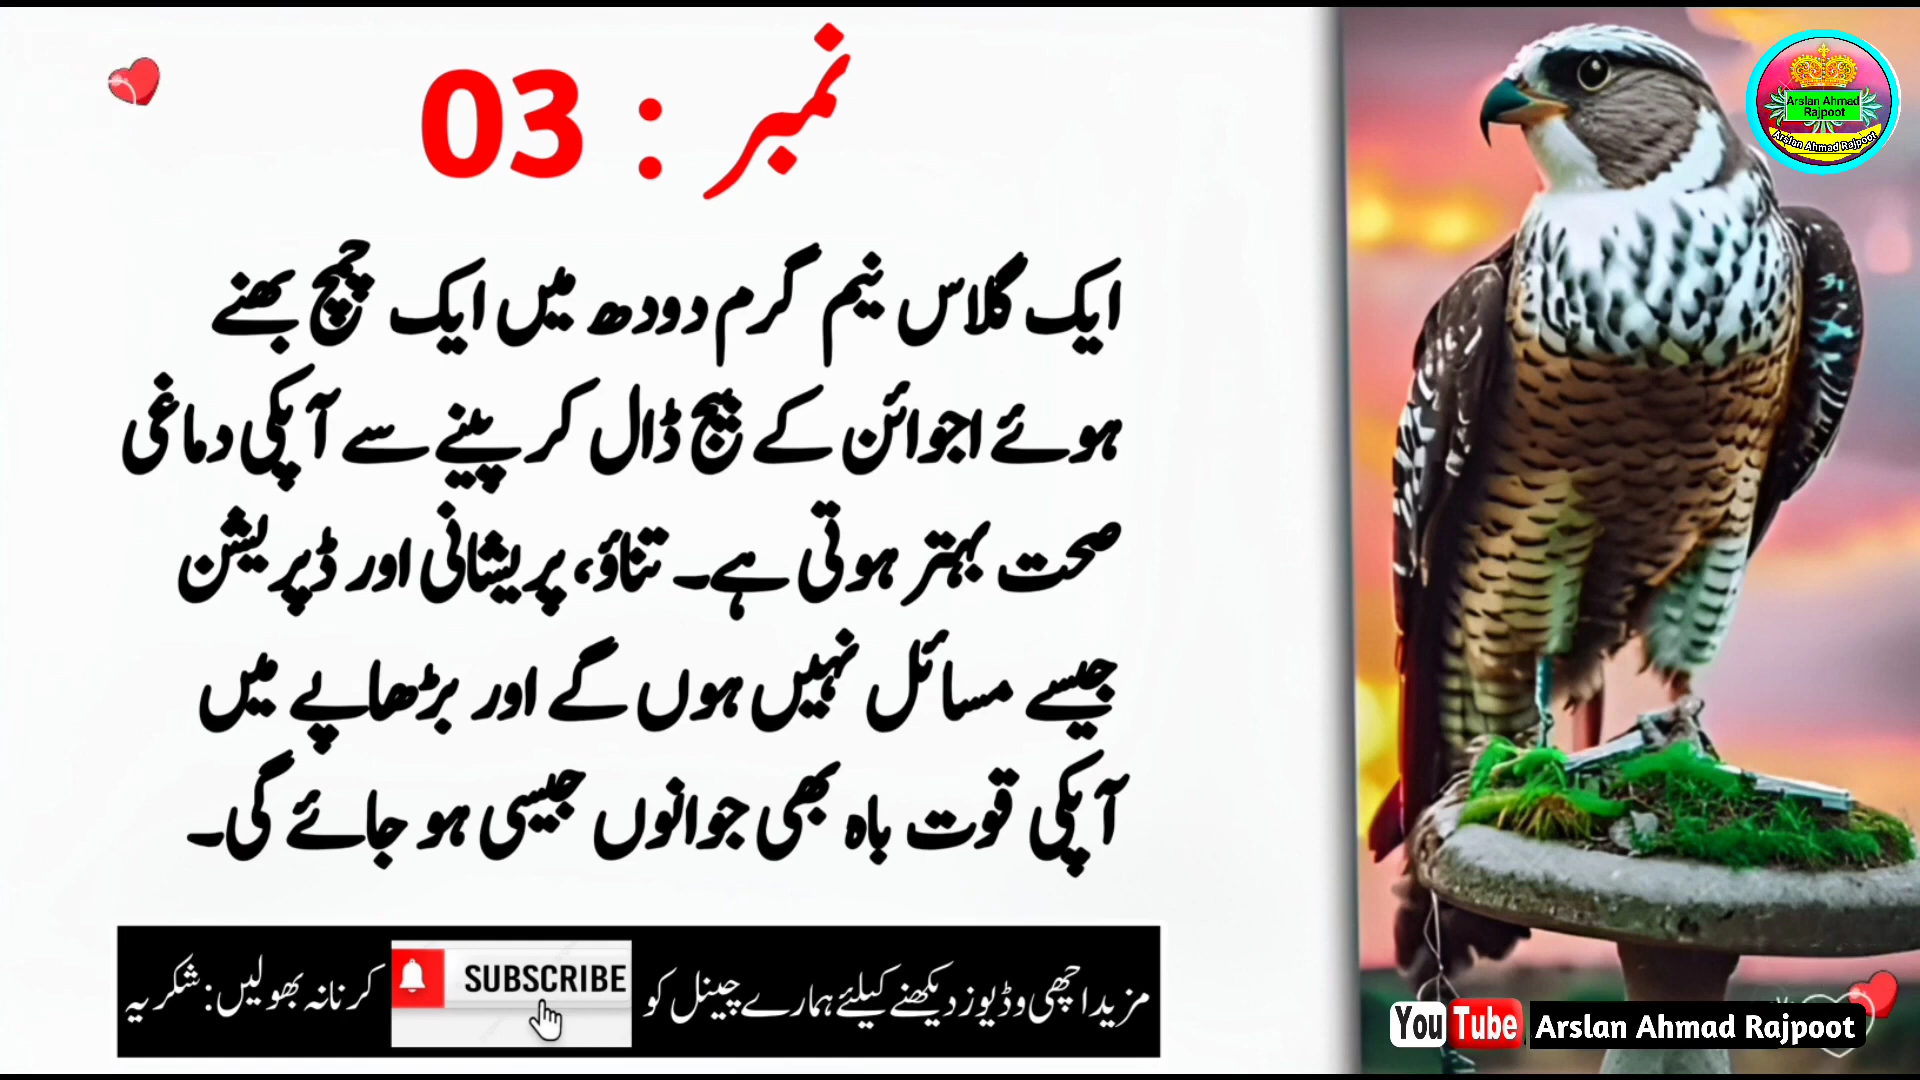 نمبر : 03
ایک گلاس نیم گرم دودھ میں ایک چمچ بھنے
ہوئے اجوائن کے بیج ڈال کر پینے سے آپکی دماغی
صحت بہتر ہوتی ہے۔ تناؤ، پریشانی اور ڈپریشن
جیسے مسائل نہیں ہوں گے اور بڑھاپے میں
آپکی قوت باہ بھی جوانوں جیسی ہو جائے گی۔
مزید اچھی وڈیوز دیکھنے کیلئے ہمارے چینل کو SUBSCRIBE کرنا نہ بھولیں: شکریہ
Arslan Ahmad
Rajpoot
Arslan Ahmad Rajpoot
YouTube Arslan Ahmad Rajpoot